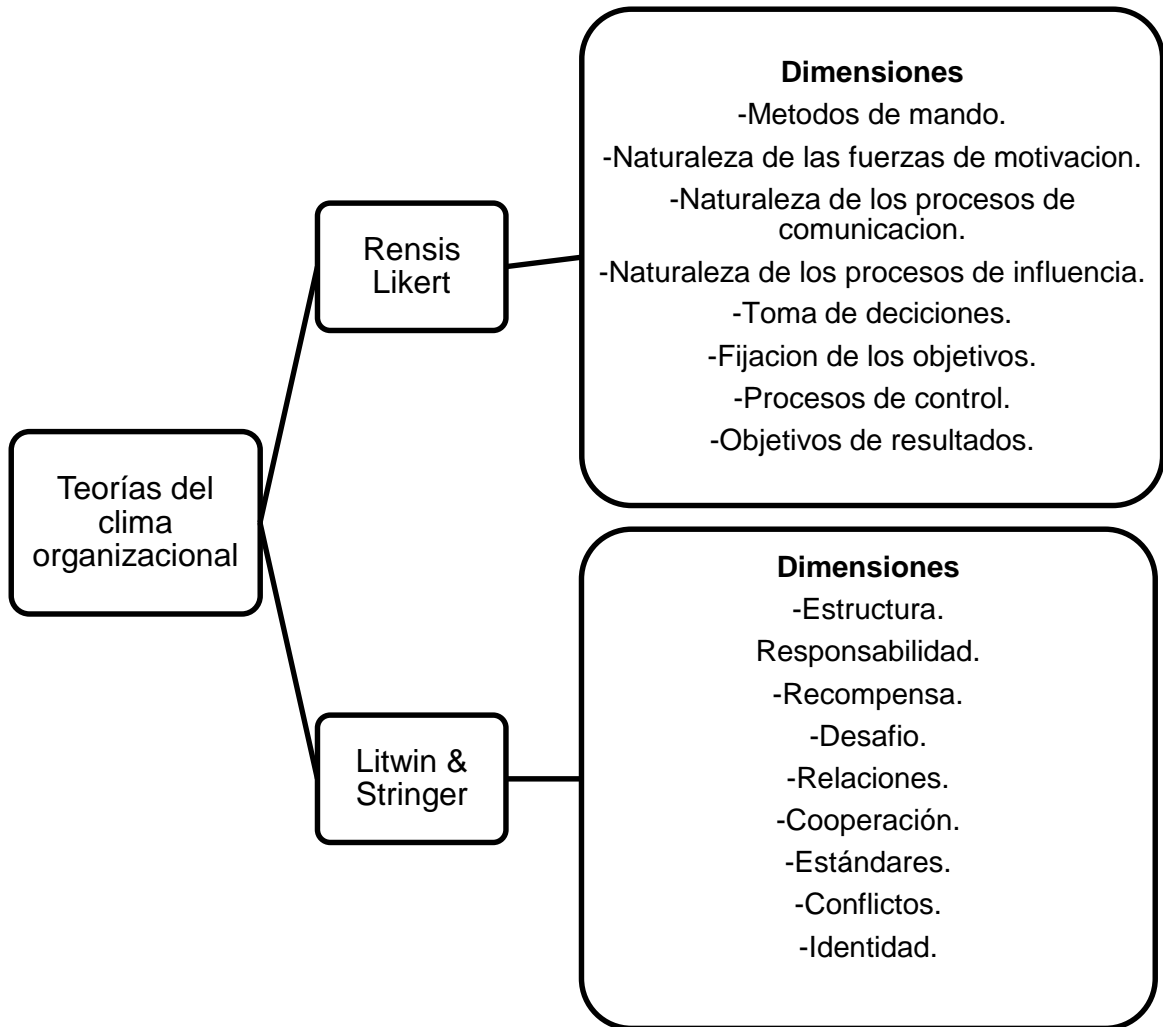 Teorías del
clima
organizacional
Rensis
Likert
Dimensiones
-Metodos de mando.
-Naturaleza de las fuerzas de motivacion.
-Naturaleza de los procesos de
comunicacion.
-Naturaleza de los procesos de influencia.
-Toma de deciciones.
-Fijacion de los objetivos.
-Procesos de control.
-Objetivos de resultados.
Litwin &
Stringer
Dimensiones
-Estructura.
Responsabilidad.
-Recompensa.
-Desafio.
-Relaciones.
-Cooperación.
-Estándares.
-Conflictos.
-Identidad.